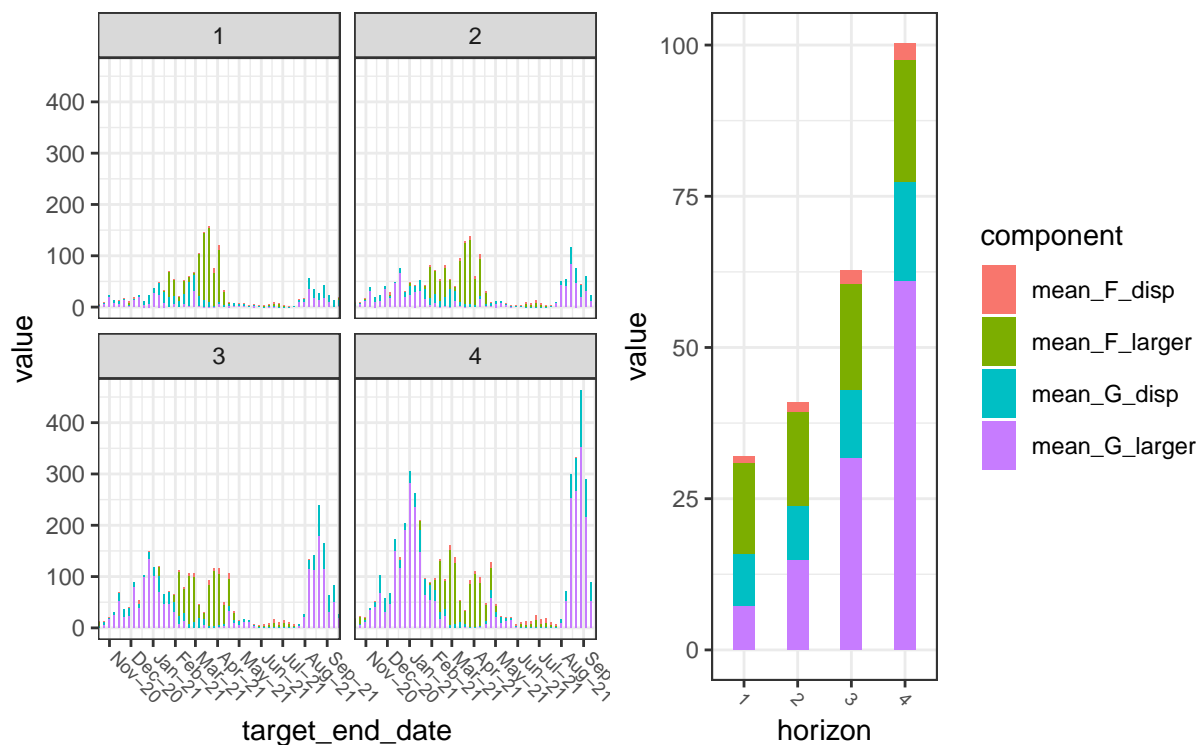 1
2
400
300
200
100
0
3
4
400
300
200
100
0
value
Nov-20
Dec-20
Jan-21
Feb-21
Mar-21
Apr-21
May-21
Jun-21
Jul-21
Aug-21
Sep-21
Nov-20
Dec-20
Jan-21
Feb-21
Mar-21
Apr-21
May-21
Jun-21
Jul-21
Aug-21
Sep-21
target_end_date
100
75
50
25
0
value
1
2
3
4
horizon
component
mean_F_disp
mean_F_larger
mean_G_disp
mean_G_larger